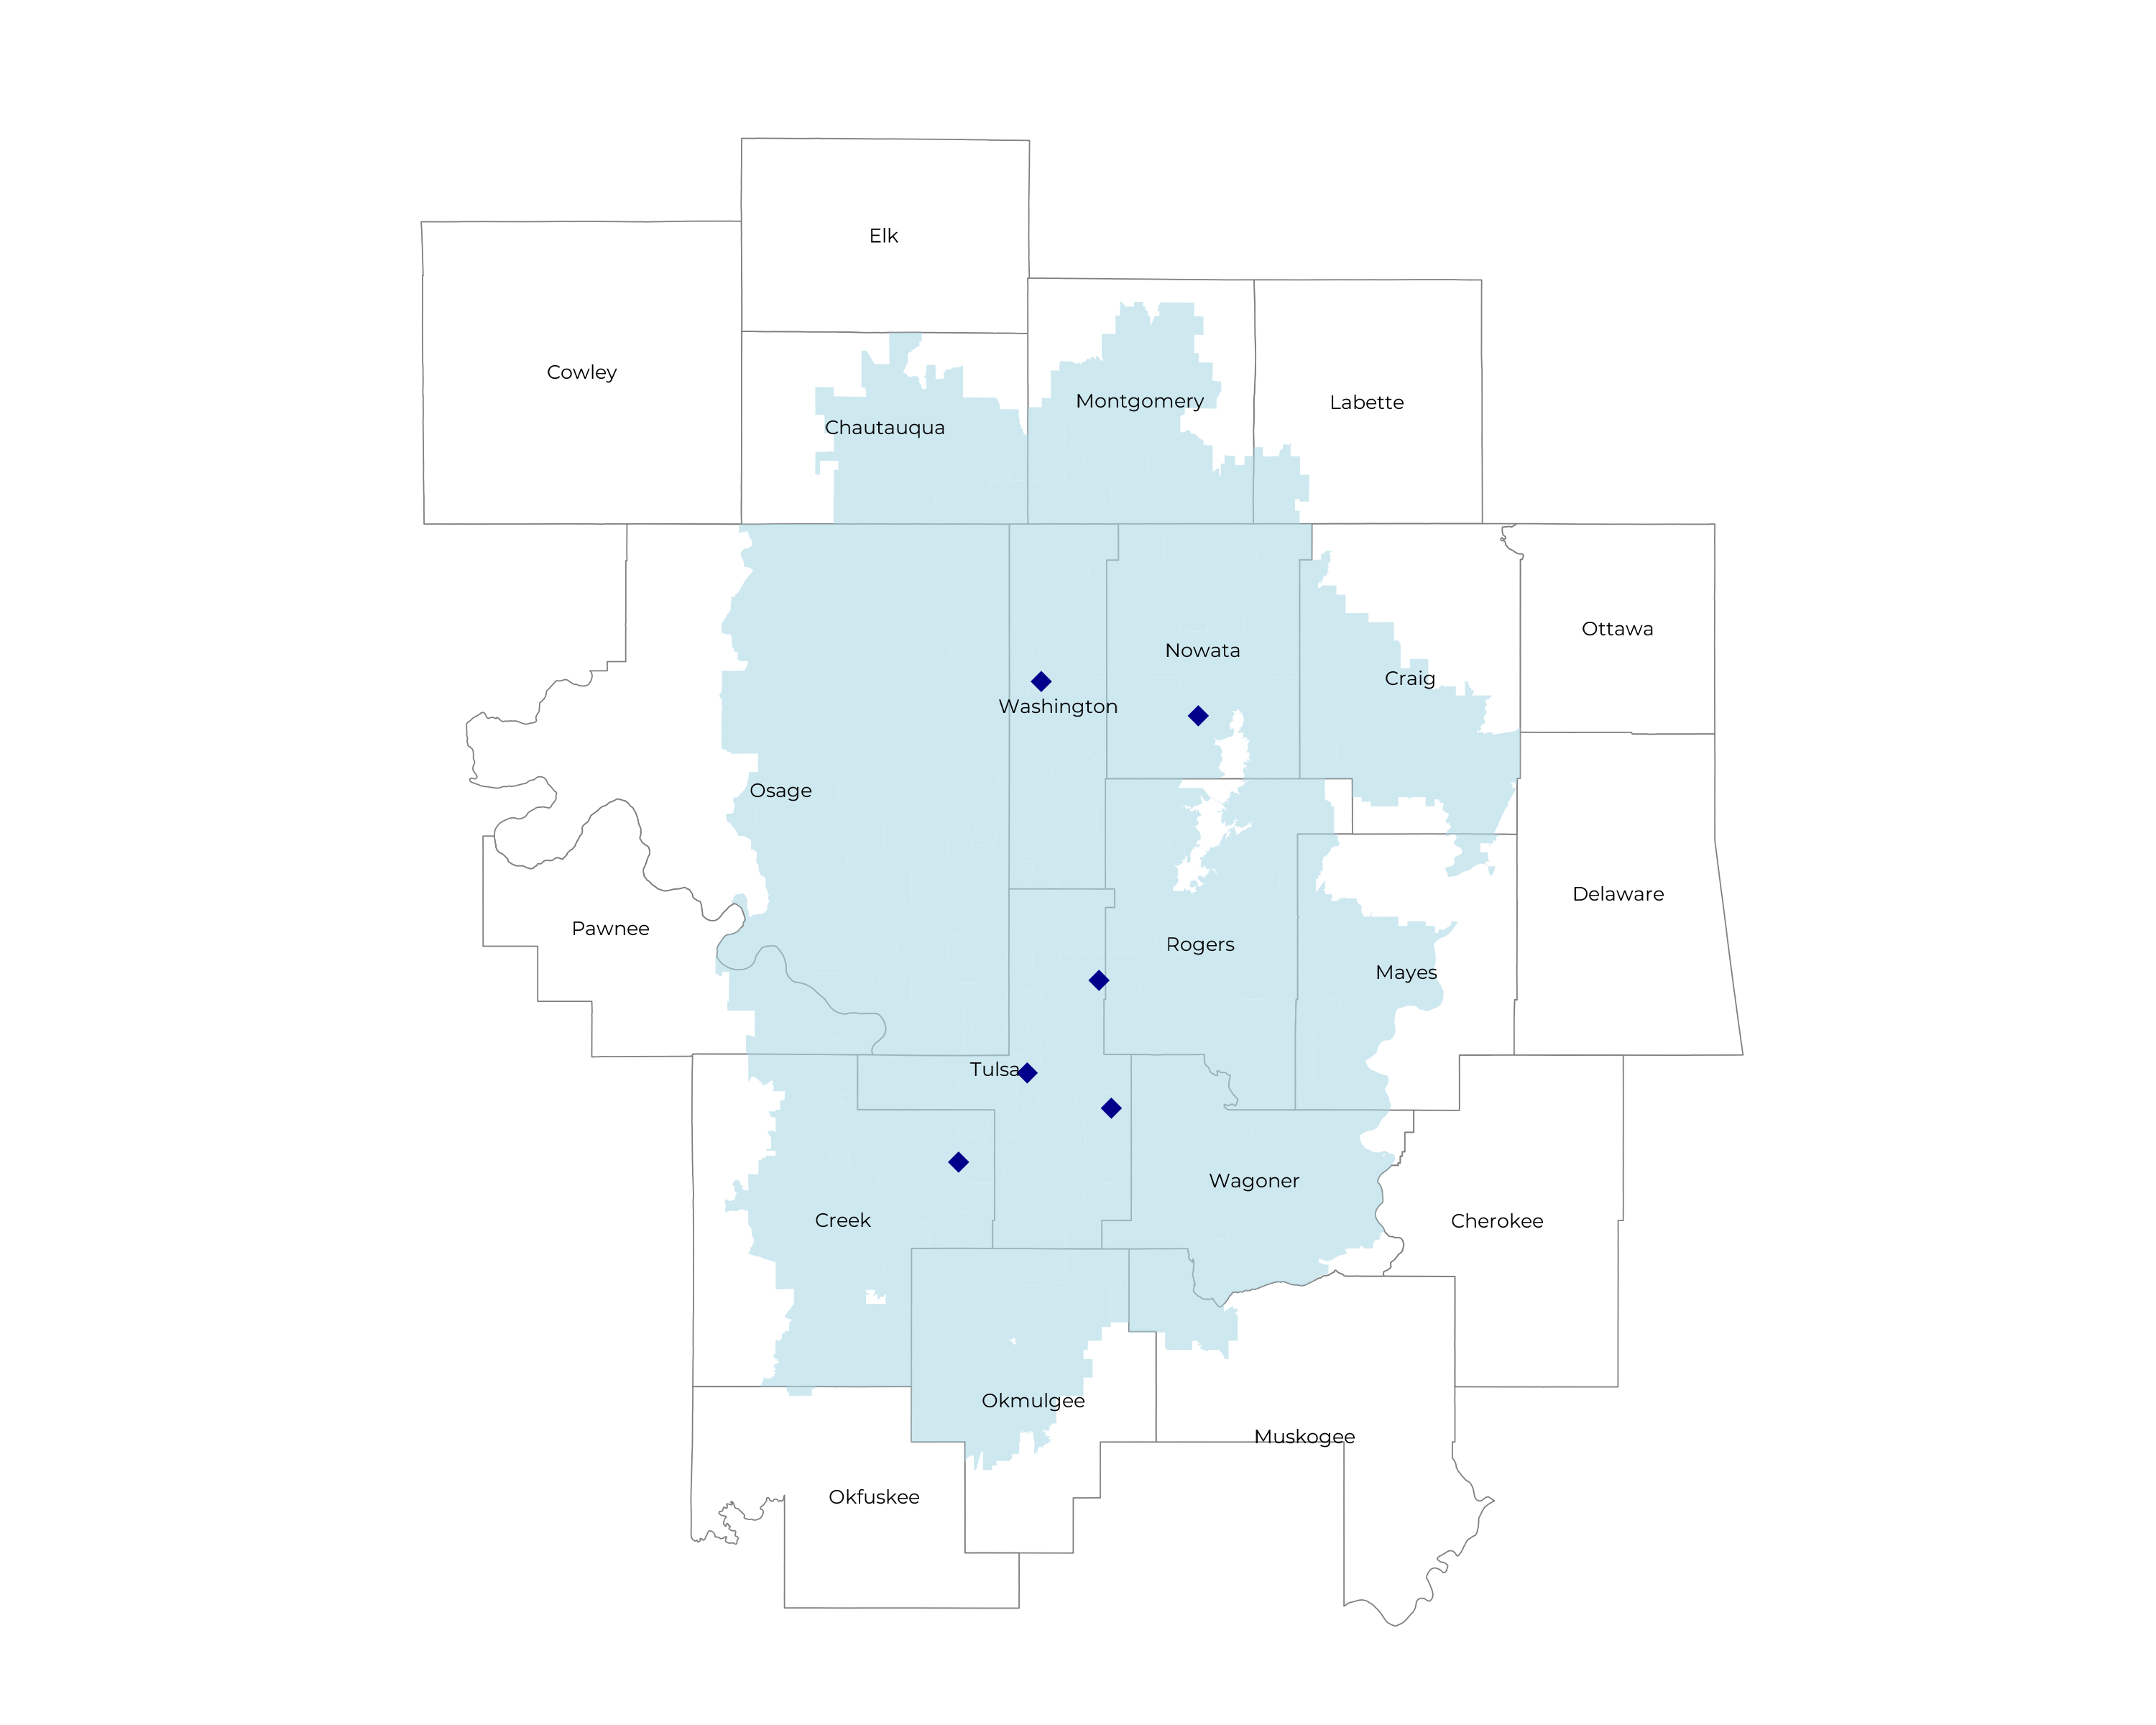 Elk
Cowley
Montgomery
Labette
Chautauqua
Ottawa
Nowata
Craig
Washington
Osage
Delaware
Pawnee
Rogers
Mayes
Tulsa
Wagoner
Creek
Cherokee
Okmulgee
Muskogee
Okfuskee